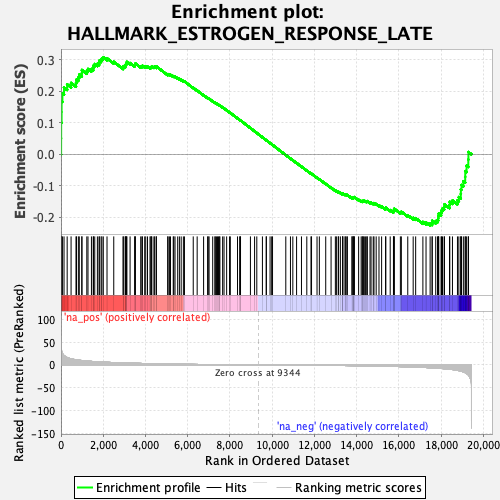 Enrichment plot:
HALLMARK_ESTROGEN_RESPONSE_LATE
Enrichment score (ES)
0.3
0.2
0.1
0.0
-0.1
-0.2
Ranked list metric (PreRanked)
'na_pos' (positively correlated)
100
50
0
-50
-100
-150
Zero cross at 9344
'na_neg' (negatively correlated)
0
2,000
4,000
6,000
8,000
10,000
12,000
14,000
16,000
18,000
20,000
Rank in Ordered Dataset
Enrichment profile
Hits
Ranking metric scores